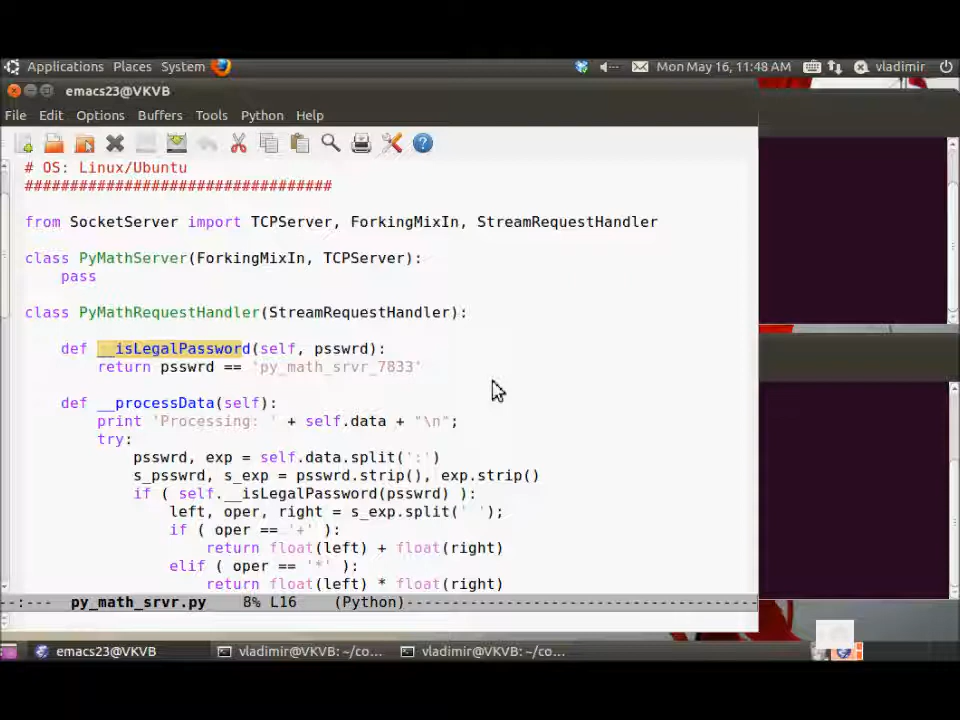 Applications Places System Mon May 16, 11:48 AM vladimir
emacs23@VKVB
File Edit Options Buffers Tools Python Help
# OS: Linux/Ubuntu
##################################
from SocketServer import TCPServer, ForkingMixIn, StreamRequestHandler
class PyMathServer(ForkingMixIn, TCPServer):
pass
class PyMathRequestHandler(StreamRequestHandler):
def __isLegalPassword(self, psswrd):
return psswrd == 'py_math_srvr_7833'
def __processData(self):
print 'Processing: ' + self.data + "\n";
try:
psswrd, exp = self.data.split(':')
s_psswrd, s_exp = psswrd.strip(), exp.strip()
if ( self.__isLegalPassword(psswrd) ):
left, oper, right = s_exp.split(' ');
if ( oper == '+' ):
return float(left) + float(right)
elif ( oper == '*' ):
return float(left) * float(right)
--:--- py_math_srvr.py 8% L16 (Python)----------------------------------------
emacs23@VKVB vladimir@VKVB: ~/co... vladimir@VKVB: ~/co...